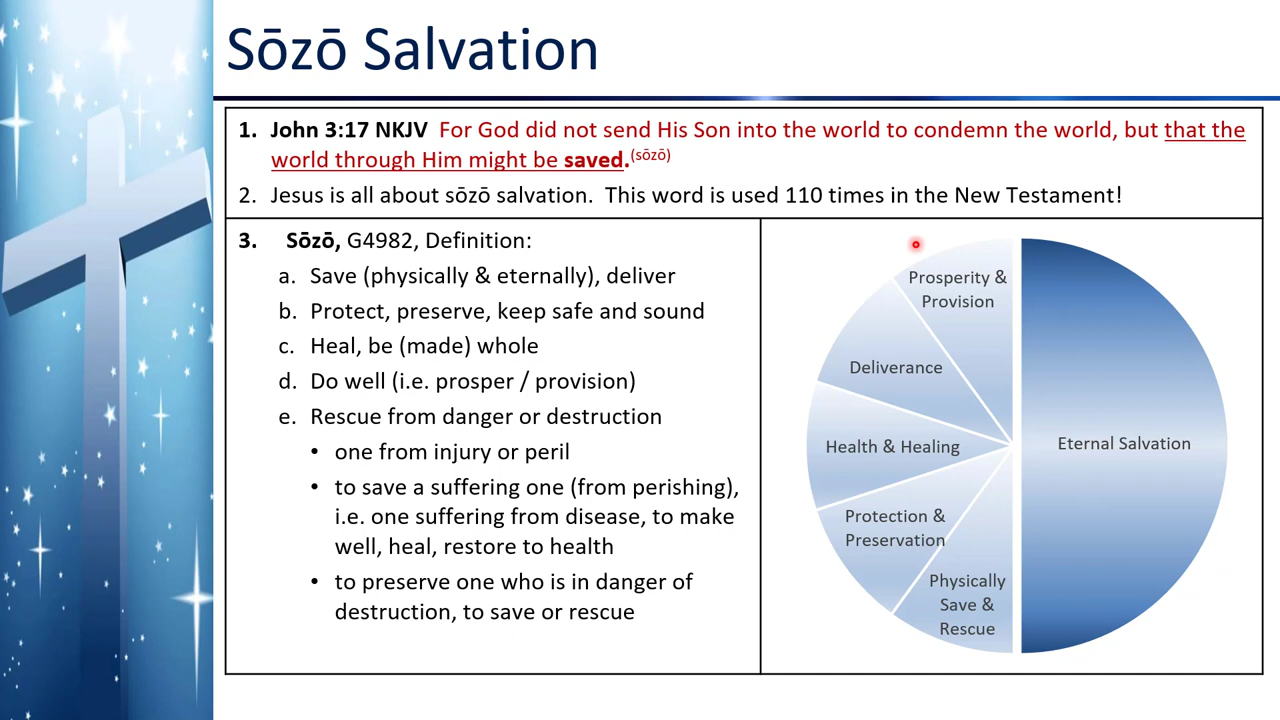 Sōzō Salvation
1. John 3:17 NKJV For God did not send His Son into the world to condemn the world, but that the
world through Him might be saved.(sōzō)
2. Jesus is all about sōzō salvation. This word is used 110 times in the New Testament!
3. Sōzō, G4982, Definition:
a. Save (physically & eternally), deliver
b. Protect, preserve, keep safe and sound
c. Heal, be (made) whole
d. Do well (i.e. prosper / provision)
e. Rescue from danger or destruction
• one from injury or peril
• to save a suffering one (from perishing),
i.e. one suffering from disease, to make
well, heal, restore to health
• to preserve one who is in danger of
destruction, to save or rescue
Prosperity &
Provision
Deliverance
Health & Healing
Protection &
Preservation
Physically
Save &
Rescue
Eternal Salvation